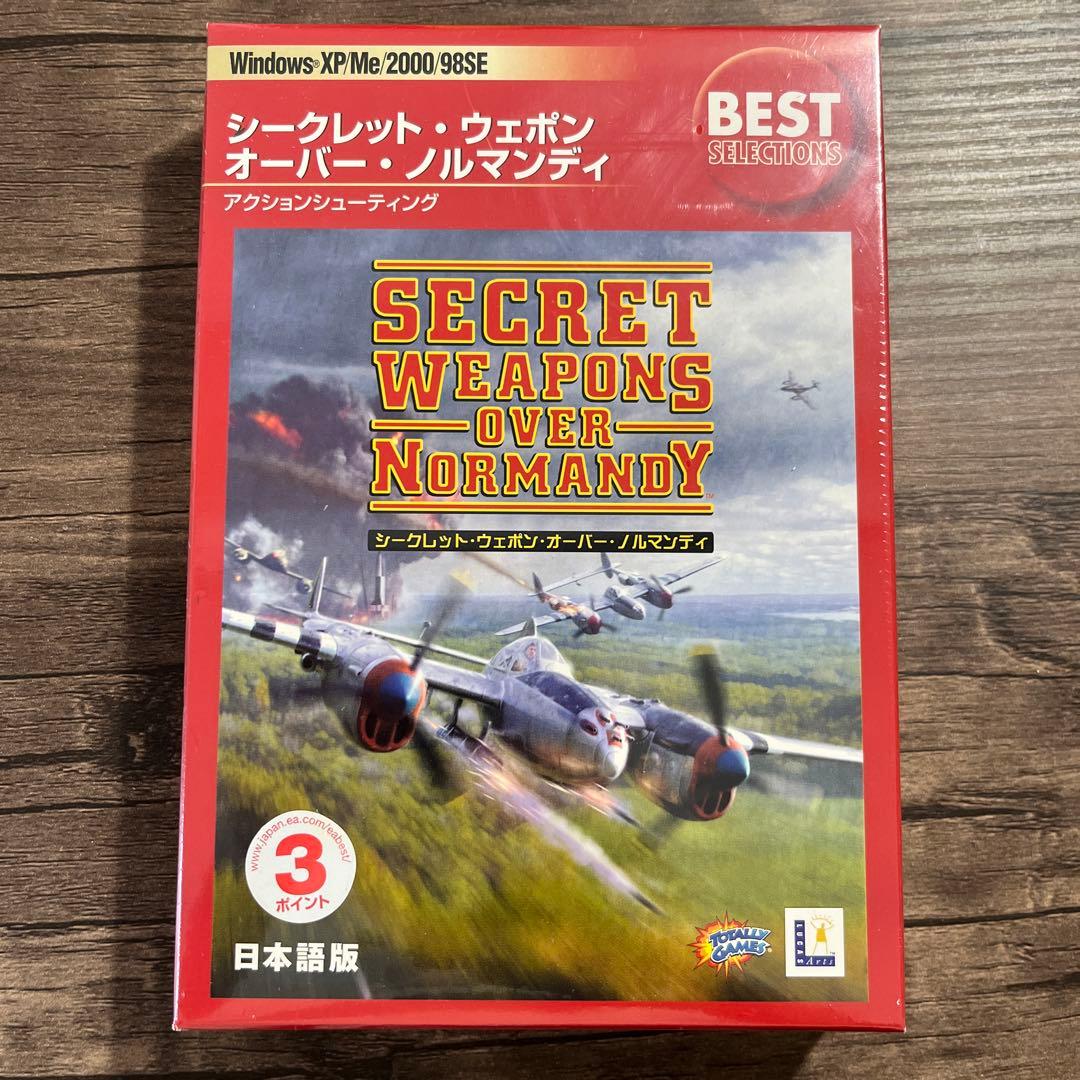 Windows® XP/Me/2000/98SE
BEST
SELECTIONS
シークレット・ウェポン
オーバー・ノルマンディ
アクションシューティング
SECRET
WEAPONS
OVER
NORMANDY™
シークレット・ウェポン・オーバー・ノルマンディ
www.japan.ea.com/eabest/
3
ポイント
日本語版
TOTALLY
GAMES
LUCAS
Arts